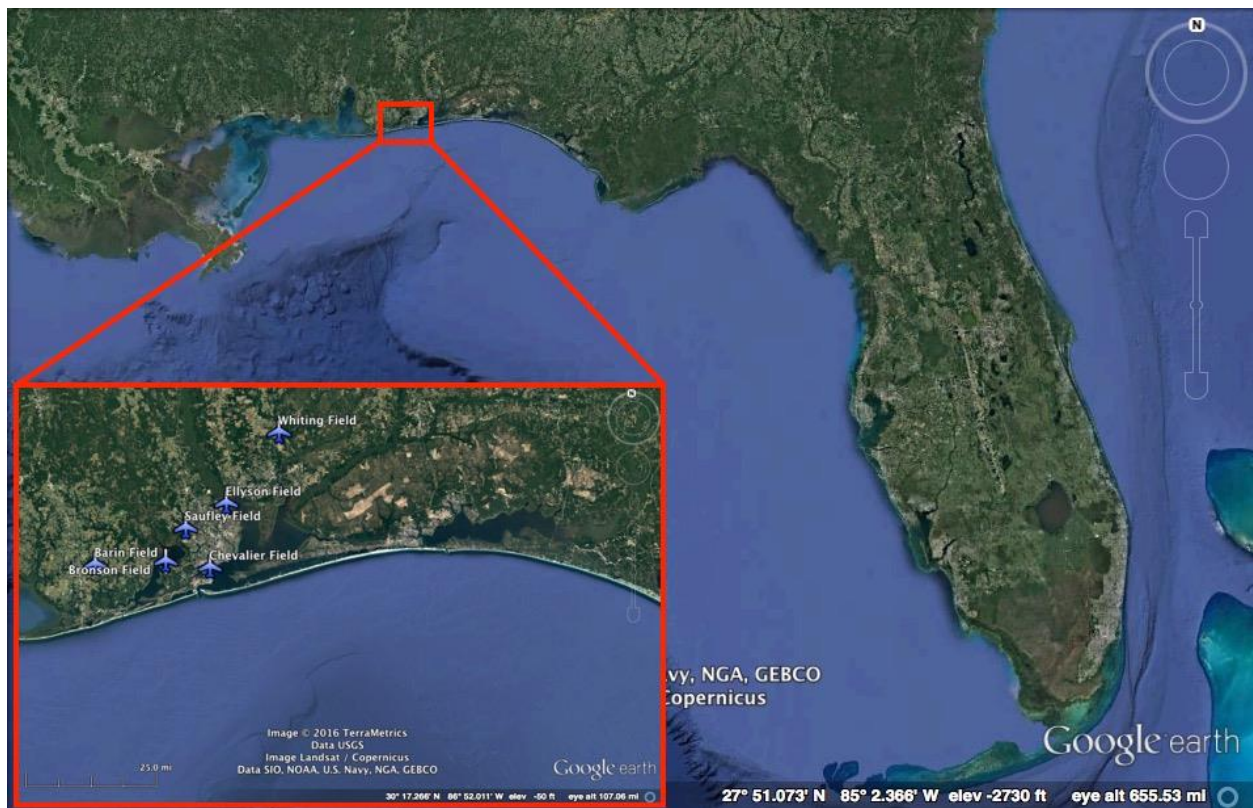 N
Whiting Field
Ellyson Field
Saufley Field
Barin Field
Chevalier Field
Bronson Field
vy, NGA, GEBCO
Copernicus
Image © 2016 TerraMetrics
Data USGS
Image Landsat / Copernicus
Data SIO, NOAA, U.S. Navy, NGA, GEBCO
25.0 mi
Google earth
30° 17.266' N 86° 52.011' W elev -50 ft eye alt 107.06 mi
Google earth
27° 51.073' N 85° 2.366' W elev -2730 ft eye alt 655.53 mi